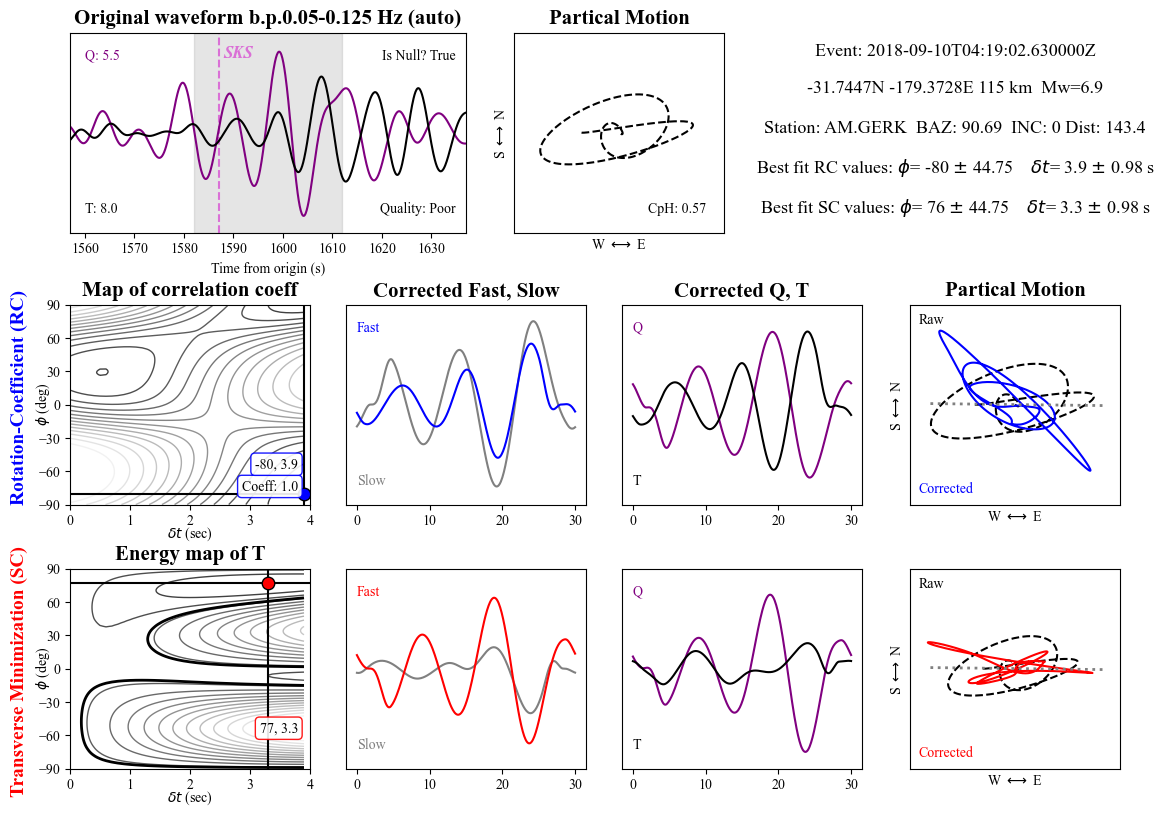 Original waveform b.p.0.05-0.125 Hz (auto)
Q: 5.5
SKS
Is Null? True
T: 8.0
Quality: Poor
1560 1570 1580 1590 1600 1610 1620 1630
Time from origin (s)
Partical Motion
S ⟷ N
CpH: 0.57
W ⟷ E
Event: 2018-09-10T04:19:02.630000Z
-31.7447N -179.3728E 115 km Mw=6.9
Station: AM.GERK BAZ: 90.69 INC: 0 Dist: 143.4
Best fit RC values: ϕ= -80 ± 44.75 δt= 3.9 ± 0.98 s
Best fit SC values: ϕ= 76 ± 44.75 δt= 3.3 ± 0.98 s
Rotation-Coefficient (RC)
Map of correlation coeff
ϕ (deg)
90
60
30
0
−30
−60
−90
-80, 3.9
Coeff: 1.0
0 1 2 3 4
δt (sec)
Corrected Fast, Slow
Fast
Slow
0 10 20 30
Corrected Q, T
Q
T
0 10 20 30
Partical Motion
Raw
S ⟷ N
Corrected
W ⟷ E
Transverse Minimization (SC)
Energy map of T
ϕ (deg)
90
60
30
0
−30
−60
−90
77, 3.3
0 1 2 3 4
δt (sec)
Fast
Slow
0 10 20 30
Q
T
0 10 20 30
Raw
S ⟷ N
Corrected
W ⟷ E